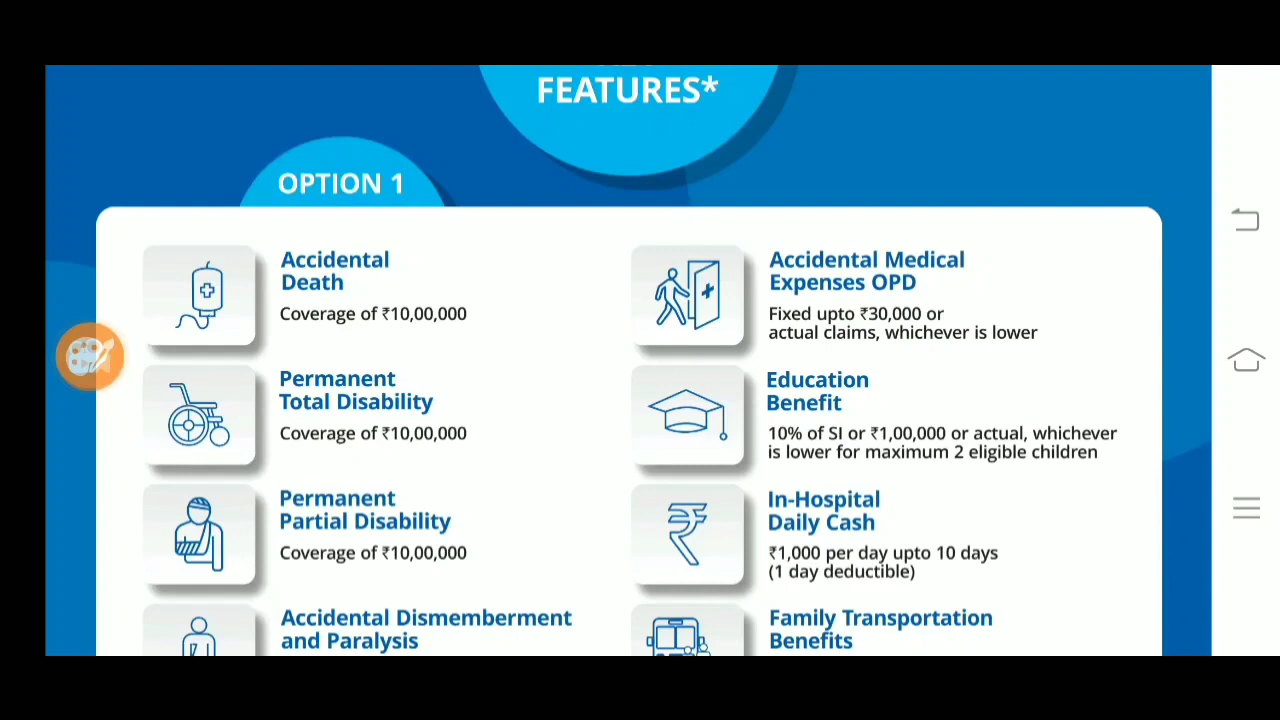 FEATURES*
OPTION 1
Accidental
Death
Coverage of ₹10,00,000
Permanent
Total Disability
Coverage of ₹10,00,000
Permanent
Partial Disability
Coverage of ₹10,00,000
Accidental Dismemberment
and Paralysis
Accidental Medical
Expenses OPD
Fixed upto ₹30,000 or
actual claims, whichever is lower
Education
Benefit
10% of SI or ₹1,00,000 or actual, whichever
is lower for maximum 2 eligible children
In-Hospital
Daily Cash
₹1,000 per day upto 10 days
(1 day deductible)
Family Transportation
Benefits